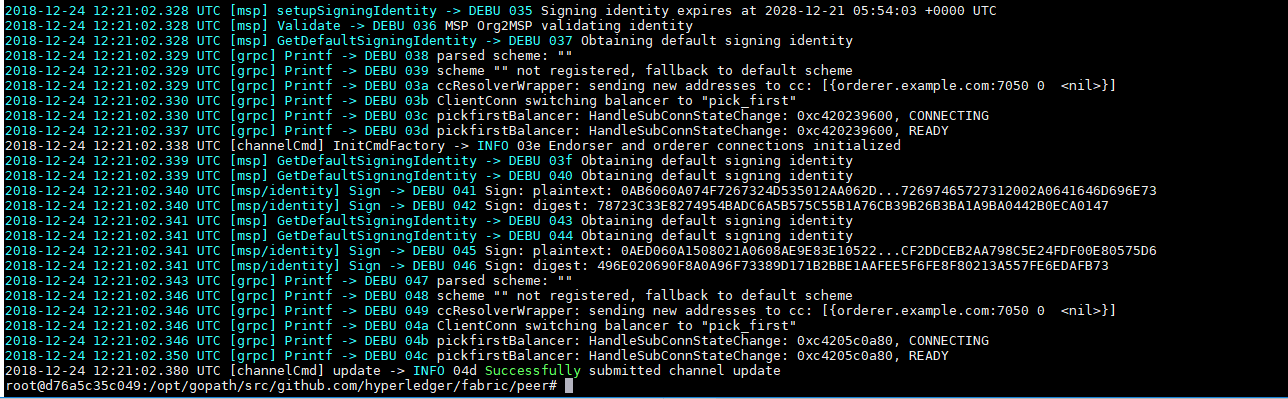 2018-12-24 12:21:02.328 UTC [msp] setupSigningIdentity -> DEBU 035 Signing identity expires at 2028-12-21 05:54:03 +0000 UTC
2018-12-24 12:21:02.328 UTC [msp] Validate -> DEBU 036 MSP Org2MSP validating identity
2018-12-24 12:21:02.328 UTC [msp] GetDefaultSigningIdentity -> DEBU 037 Obtaining default signing identity
2018-12-24 12:21:02.329 UTC [grpc] Printf -> DEBU 038 parsed scheme: ""
2018-12-24 12:21:02.329 UTC [grpc] Printf -> DEBU 039 scheme "" not registered, fallback to default scheme
2018-12-24 12:21:02.329 UTC [grpc] Printf -> DEBU 03a ccResolverWrapper: sending new addresses to cc: [{orderer.example.com:7050 0  <nil>}]
2018-12-24 12:21:02.330 UTC [grpc] Printf -> DEBU 03b ClientConn switching balancer to "pick_first"
2018-12-24 12:21:02.330 UTC [grpc] Printf -> DEBU 03c pickfirstBalancer: HandleSubConnStateChange: 0xc420239600, CONNECTING
2018-12-24 12:21:02.337 UTC [grpc] Printf -> DEBU 03d pickfirstBalancer: HandleSubConnStateChange: 0xc420239600, READY
2018-12-24 12:21:02.338 UTC [channelCmd] InitCmdFactory -> INFO 03e Endorser and orderer connections initialized
2018-12-24 12:21:02.339 UTC [msp] GetDefaultSigningIdentity -> DEBU 03f Obtaining default signing identity
2018-12-24 12:21:02.339 UTC [msp] GetDefaultSigningIdentity -> DEBU 040 Obtaining default signing identity
2018-12-24 12:21:02.340 UTC [msp/identity] Sign -> DEBU 041 Sign: plaintext: 0AB6060A074F7267324D535012AA062D...72697465727312002A0641646D696E73
2018-12-24 12:21:02.340 UTC [msp/identity] Sign -> DEBU 042 Sign: digest: 78723C33E8274954BADC6A5B575C55B1A76CB39B26B3BA1A9BA0442B0ECA0147
2018-12-24 12:21:02.341 UTC [msp] GetDefaultSigningIdentity -> DEBU 043 Obtaining default signing identity
2018-12-24 12:21:02.341 UTC [msp] GetDefaultSigningIdentity -> DEBU 044 Obtaining default signing identity
2018-12-24 12:21:02.341 UTC [msp/identity] Sign -> DEBU 045 Sign: plaintext: 0AED060A1508021A0608AE9E83E10522...CF2DDCEB2AA798C5E24FDF00E80575D6
2018-12-24 12:21:02.341 UTC [msp/identity] Sign -> DEBU 046 Sign: digest: 496E020690F8A0A96F73389D171B2BBE1AAFEE5F6FE8F80213A557FE6EDAFB73
2018-12-24 12:21:02.343 UTC [grpc] Printf -> DEBU 047 parsed scheme: ""
2018-12-24 12:21:02.346 UTC [grpc] Printf -> DEBU 048 scheme "" not registered, fallback to default scheme
2018-12-24 12:21:02.346 UTC [grpc] Printf -> DEBU 049 ccResolverWrapper: sending new addresses to cc: [{orderer.example.com:7050 0  <nil>}]
2018-12-24 12:21:02.346 UTC [grpc] Printf -> DEBU 04a ClientConn switching balancer to "pick_first"
2018-12-24 12:21:02.346 UTC [grpc] Printf -> DEBU 04b pickfirstBalancer: HandleSubConnStateChange: 0xc4205c0a80, CONNECTING
2018-12-24 12:21:02.350 UTC [grpc] Printf -> DEBU 04c pickfirstBalancer: HandleSubConnStateChange: 0xc4205c0a80, READY
2018-12-24 12:21:02.380 UTC [channelCmd] update -> INFO 04d Successfully submitted channel update
root@d76a5c35c049:/opt/gopath/src/github.com/hyperledger/fabric/peer#